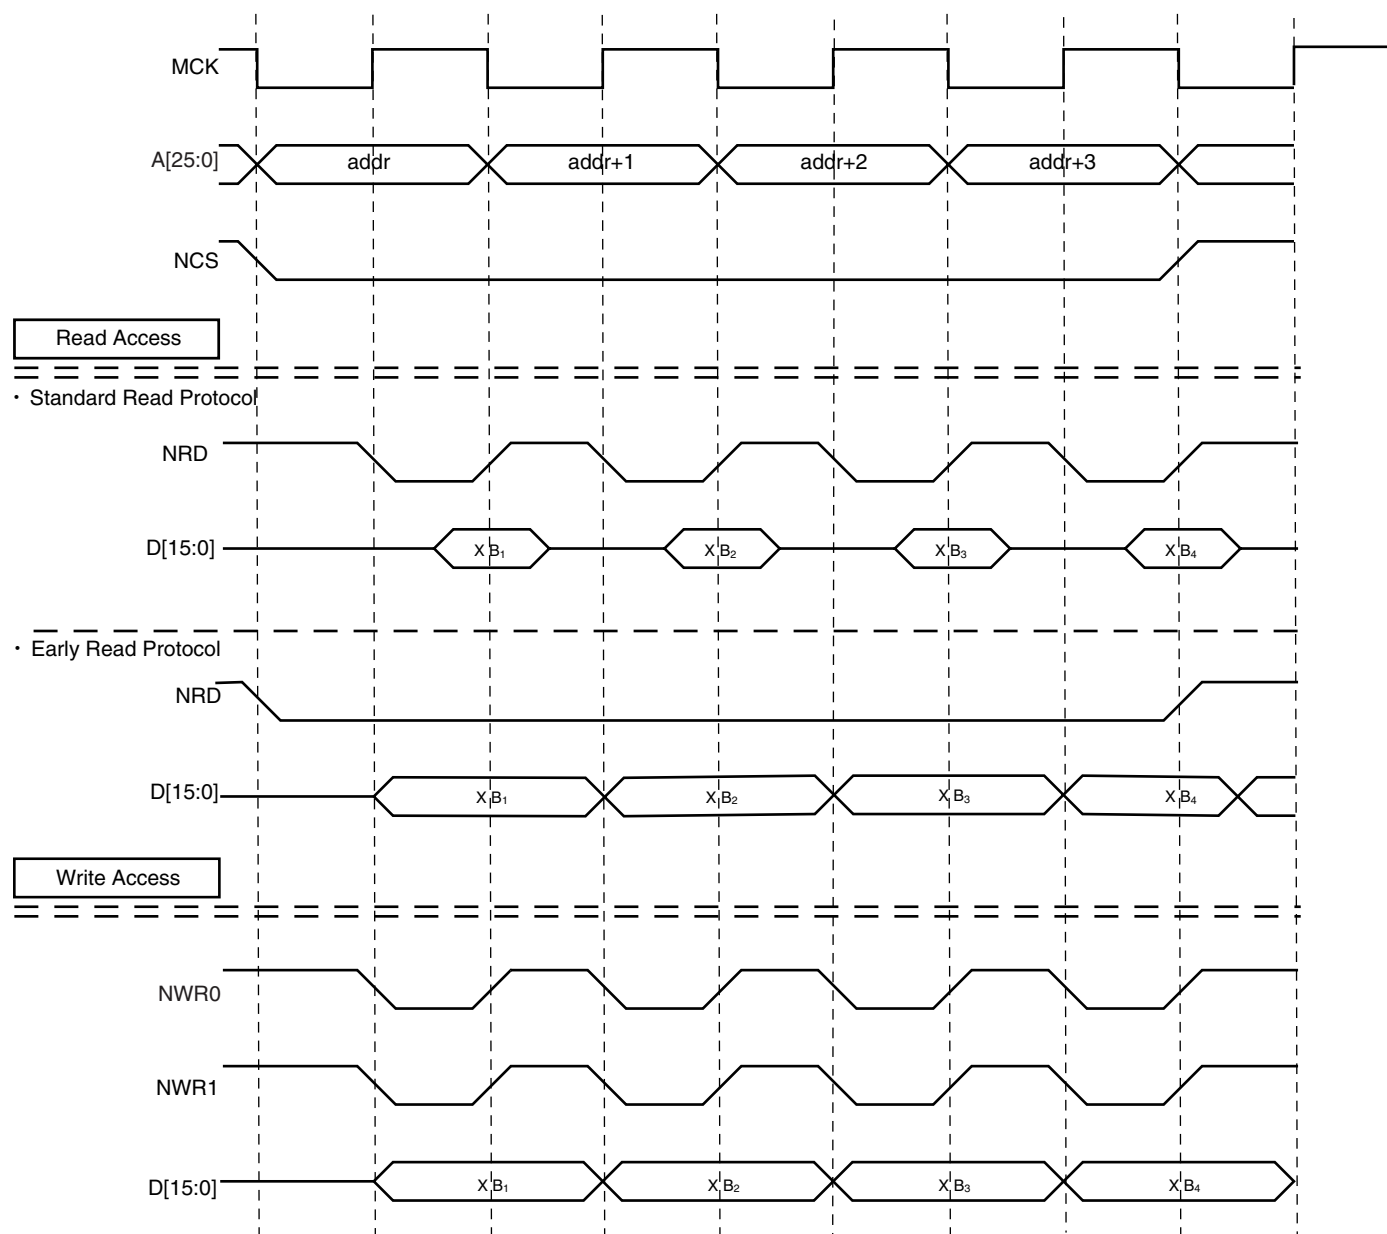 MCK
A[25:0] addr addr+1 addr+2 addr+3
NCS
Read Access
· Standard Read Protocol
NRD
D[15:0] X B₁ X B₂ X B₃ X B₄
· Early Read Protocol
NRD
D[15:0] X B₁ X B₂ X B₃ X B₄
Write Access
NWR0
NWR1
D[15:0] X B₁ X B₂ X B₃ X B₄